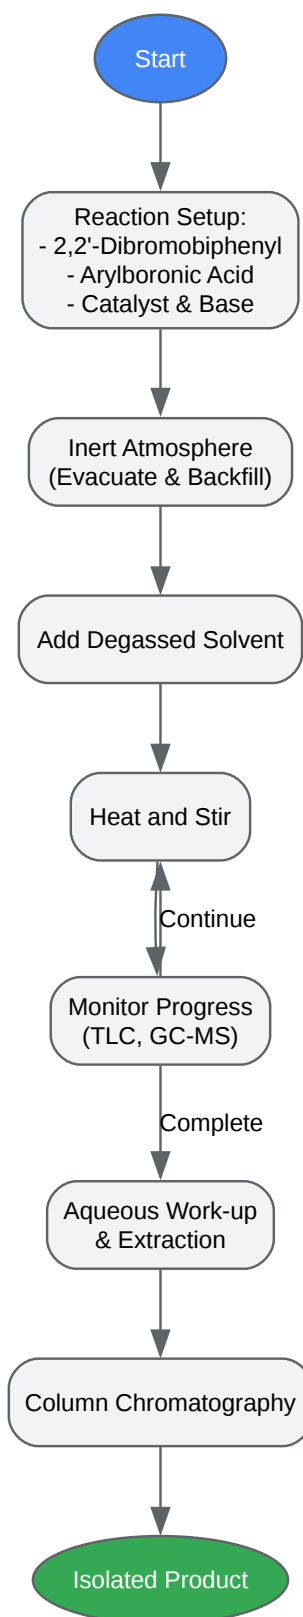 Start
Reaction Setup:
- 2,2'-Dibromobiphenyl
- Arylboronic Acid
- Catalyst & Base
Inert Atmosphere
(Evacuate & Backfill)
Add Degassed Solvent
Heat and Stir
Continue
Monitor Progress
(TLC, GC-MS)
Complete
Aqueous Work-up
& Extraction
Column Chromatography
Isolated Product